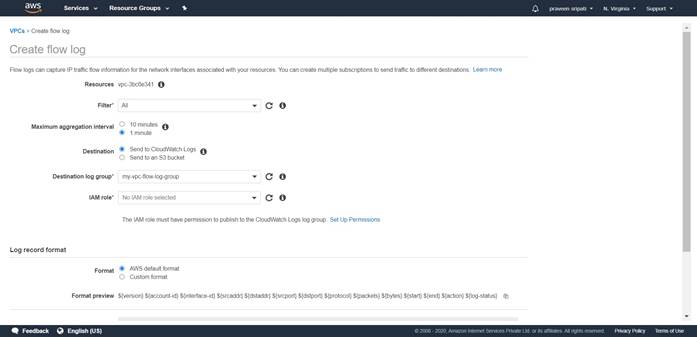 aws Services Resource Groups praveen sripati N. Virginia Support
VPCs > Create flow log
Create flow log
Flow logs can capture IP traffic flow information for the network interfaces associated with your resources. You can create multiple subscriptions to send traffic to different destinations. Learn more
Resources vpc-3bc0e341
Filter* All
Maximum aggregation interval 10 minutes
1 minute
Destination Send to CloudWatch Logs
Send to an S3 bucket
Destination log group* my-vpc-flow-log-group
IAM role* No IAM role selected
The IAM role must have permission to publish to the CloudWatch Logs log group. Set Up Permissions
Log record format
Format AWS default format
Custom format
Format preview ${version} ${account-id} ${interface-id} ${srcaddr} ${dstaddr} ${srcport} ${dstport} ${protocol} ${packets} ${bytes} ${start} ${end} ${action} ${log-status}
Feedback English (US) © 2008 - 2020, Amazon Internet Services Private Ltd. or its affiliates. All rights reserved. Privacy Policy Terms of Use